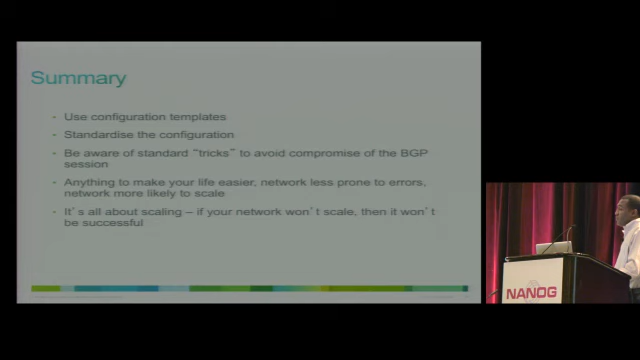 Summary
- Use configuration templates
- Standardise the configuration
- Be aware of standard "tricks" to avoid compromise of the BGP
session
- Anything to make your life easier, network less prone to errors,
network more likely to scale
- It's all about scaling – if your network won't scale, then it won't
be successful
NANOG